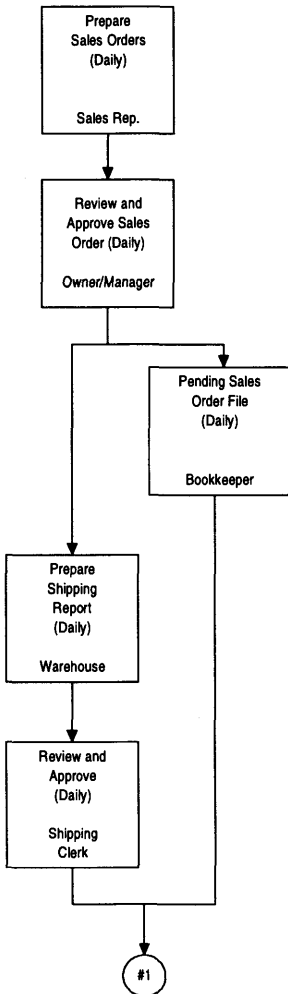 Prepare
Sales Orders
(Daily)
Sales Rep.
Review and
Approve Sales
Order (Daily)
Owner/Manager
Pending Sales
Order File
(Daily)
Bookkeeper
Prepare
Shipping
Report
(Daily)
Warehouse
Review and
Approve
(Daily)
Shipping
Clerk
#1